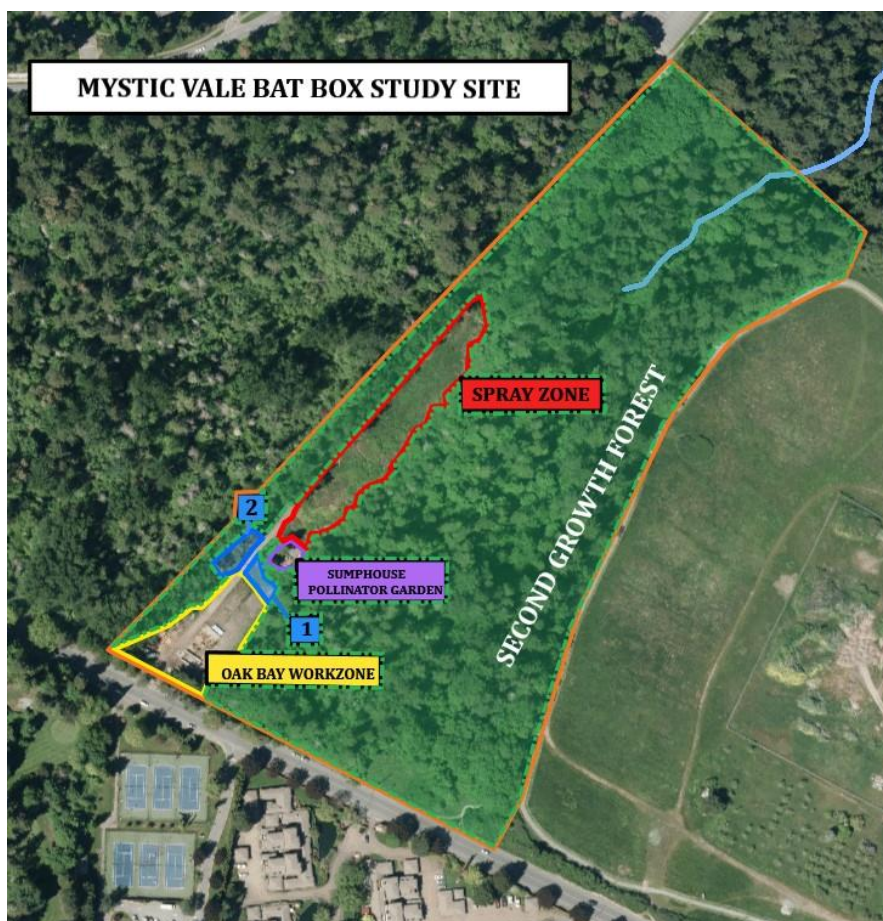 MYSTIC VALE BAT BOX STUDY SITE
SPRAY ZONE
SECOND GROWTH FOREST
2
SUMPHOUSE
POLLINATOR GARDEN
1
OAK BAY WORKZONE